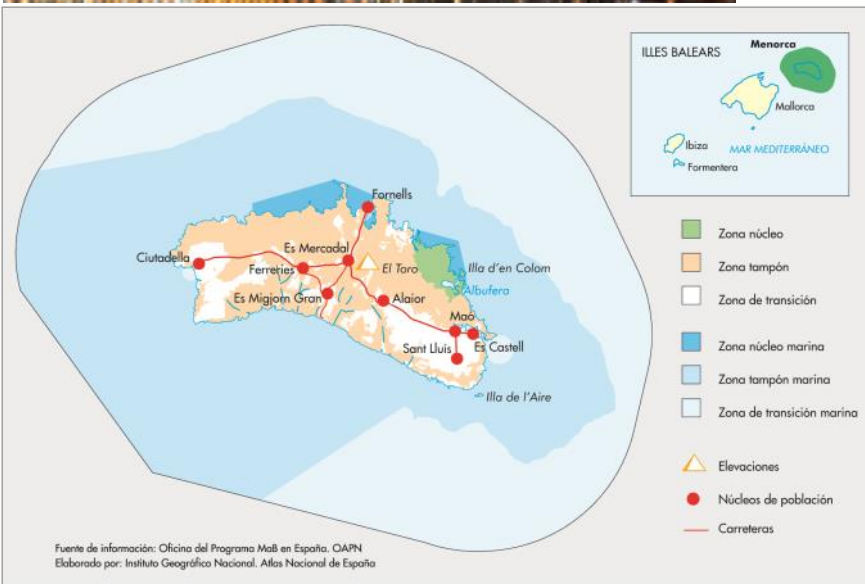 ILLES BALEARS
Menorca
Mallorca
Ibiza
MAR MEDITERRÁNEO
Formentera
Fornells
Ciutadella
Es Mercadal
Ferreries
El Toro
Illa d'en Colom
S'Albufera
Es Migjorn Gran
Alaior
Maó
Sant Lluis
Es Castell
Illa de l'Aire
Zona núcleo
Zona tampón
Zona de transición
Zona núcleo marina
Zona tampón marina
Zona de transición marina
Elevaciones
Núcleos de población
Carreteras
Fuente de información: Oficina del Programa MaB en España. OAPN
Elaborado por: Instituto Geográfico Nacional. Atlas Nacional de España